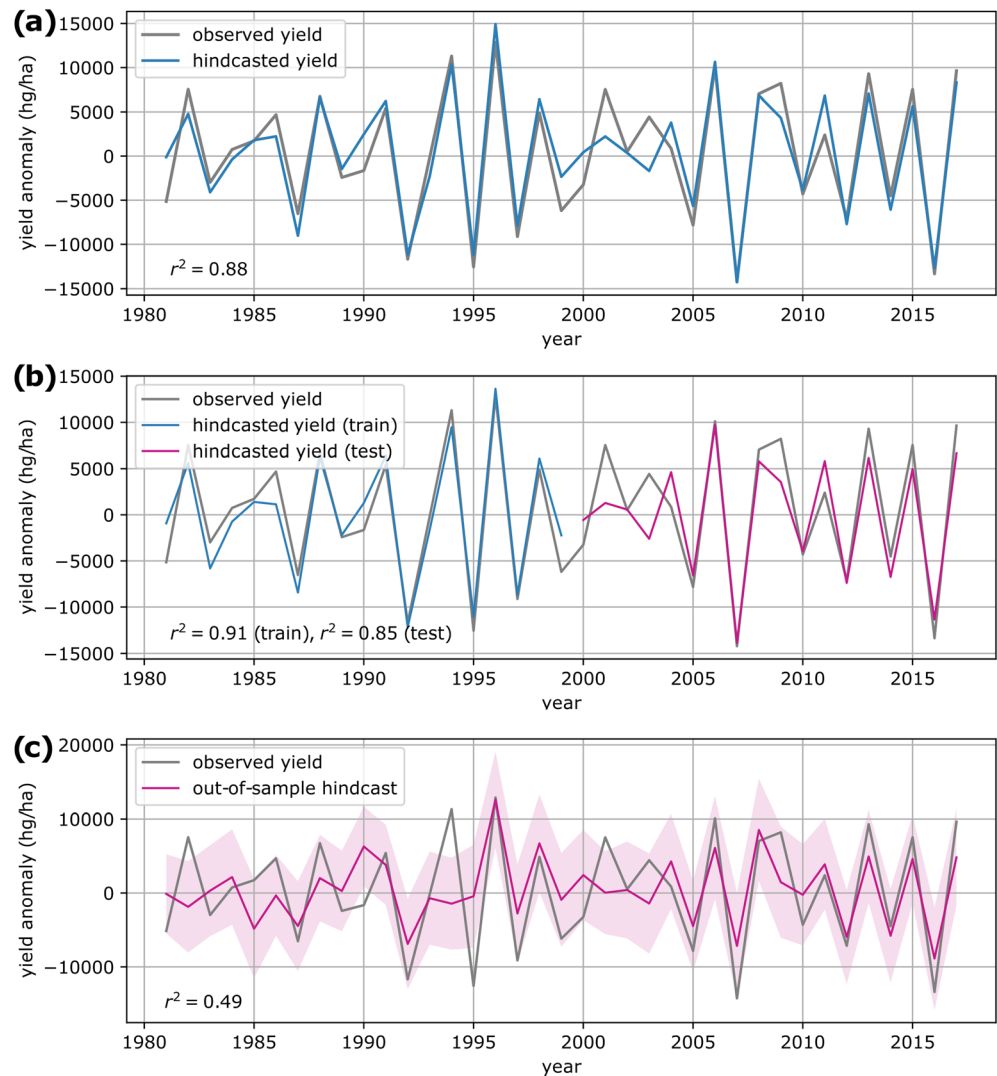 (a)
15000
10000
5000
0
−5000
−10000
−15000
yield anomaly (hg/ha)
observed yield
hindcasted yield
r² = 0.88
1980 1985 1990 1995 2000 2005 2010 2015
year
(b)
15000
10000
5000
0
−5000
−10000
−15000
yield anomaly (hg/ha)
observed yield
hindcasted yield (train)
hindcasted yield (test)
r² = 0.91 (train), r² = 0.85 (test)
1980 1985 1990 1995 2000 2005 2010 2015
year
(c)
20000
10000
0
−10000
yield anomaly (hg/ha)
observed yield
out-of-sample hindcast
r² = 0.49
1980 1985 1990 1995 2000 2005 2010 2015
year